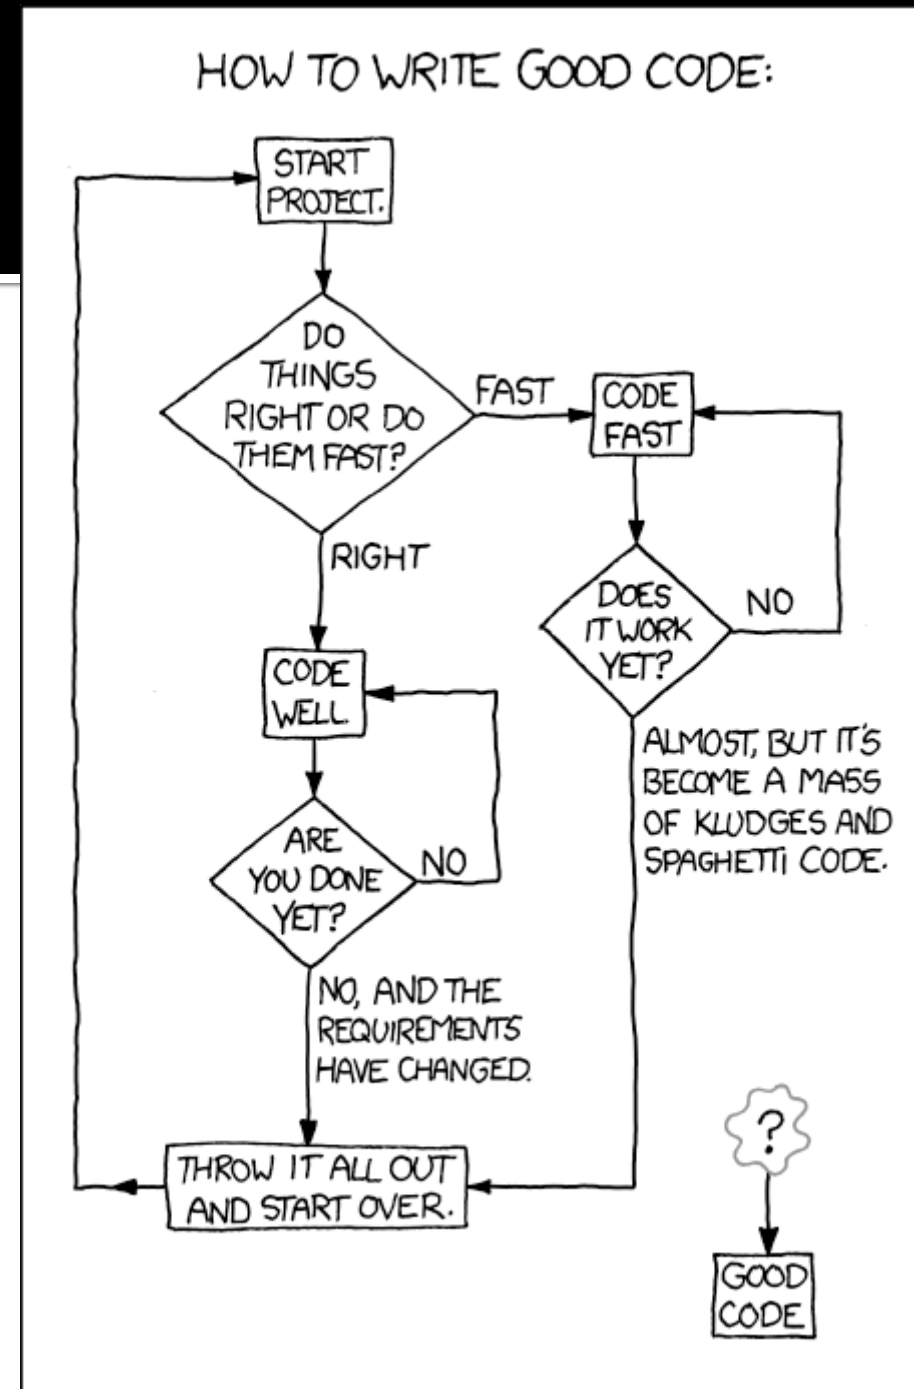 HOW TO WRITE GOOD CODE:
START
PROJECT.
DO
THINGS
RIGHT OR DO
THEM FAST?
FAST
CODE
FAST
RIGHT
DOES
IT WORK
YET?
NO
CODE
WELL.
ALMOST, BUT IT'S
BECOME A MASS
OF KLUDGES AND
SPAGHETTI CODE.
ARE
YOU DONE
YET?
NO
NO, AND THE
REQUIREMENTS
HAVE CHANGED.
THROW IT ALL OUT
AND START OVER.
?
GOOD
CODE